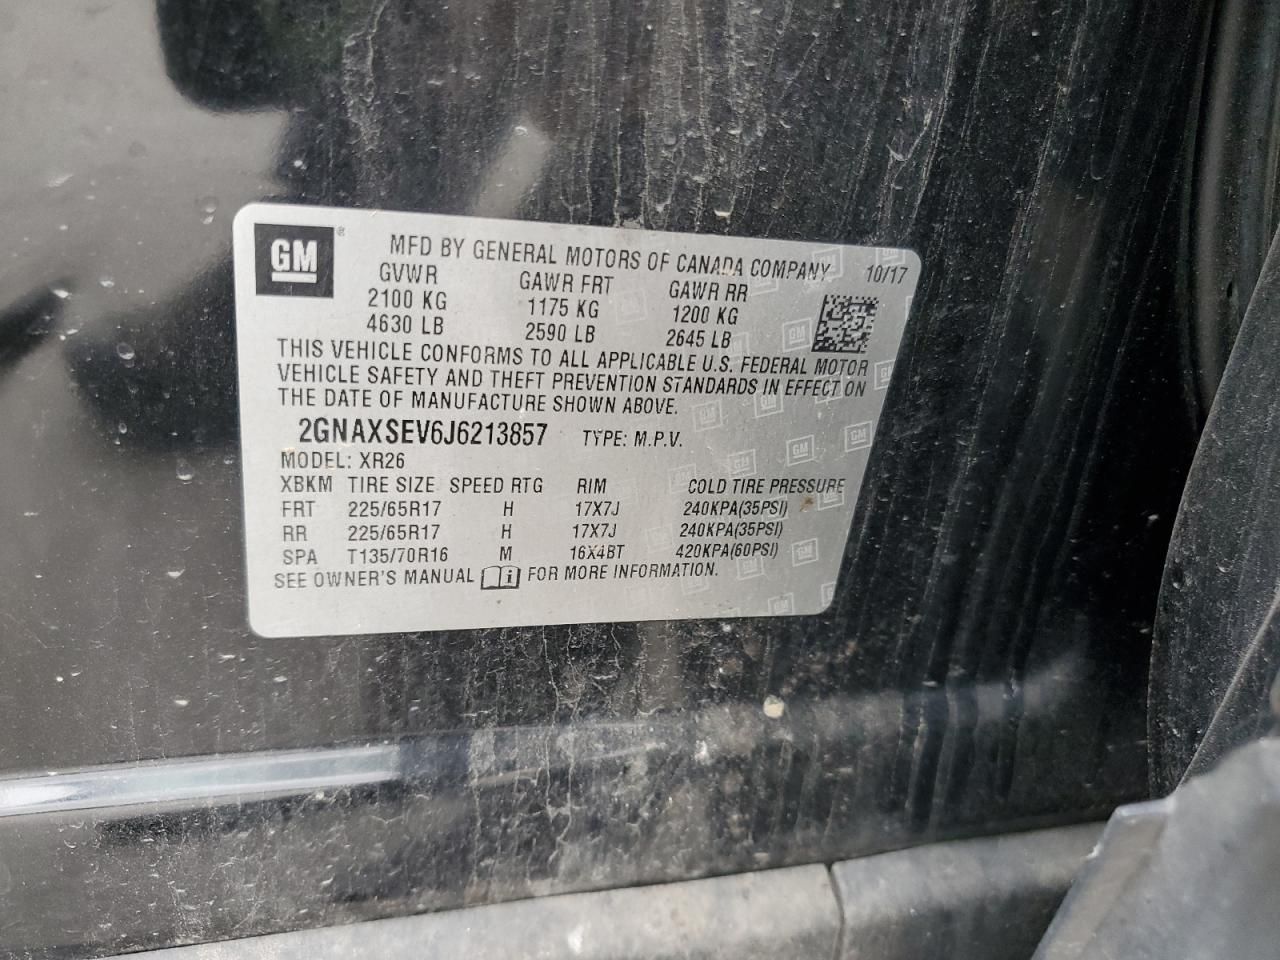 GM ® MFD BY GENERAL MOTORS OF CANADA COMPANY 10/17
GVWR GAWR FRT GAWR RR
2100 KG 1175 KG 1200 KG
4630 LB 2590 LB 2645 LB
THIS VEHICLE CONFORMS TO ALL APPLICABLE U.S. FEDERAL MOTOR
VEHICLE SAFETY AND THEFT PREVENTION STANDARDS IN EFFECT ON
THE DATE OF MANUFACTURE SHOWN ABOVE.
2GNAXSEV6J6213857 TYPE: M.P.V.
MODEL: XR26
XBKM TIRE SIZE SPEED RTG RIM COLD TIRE PRESSURE
FRT 225/65R17 H 17X7J 240KPA(35PSI)
RR 225/65R17 H 17X7J 240KPA(35PSI)
SPA T135/70R16 M 16X4BT 420KPA(60PSI)
SEE OWNER'S MANUAL i FOR MORE INFORMATION.